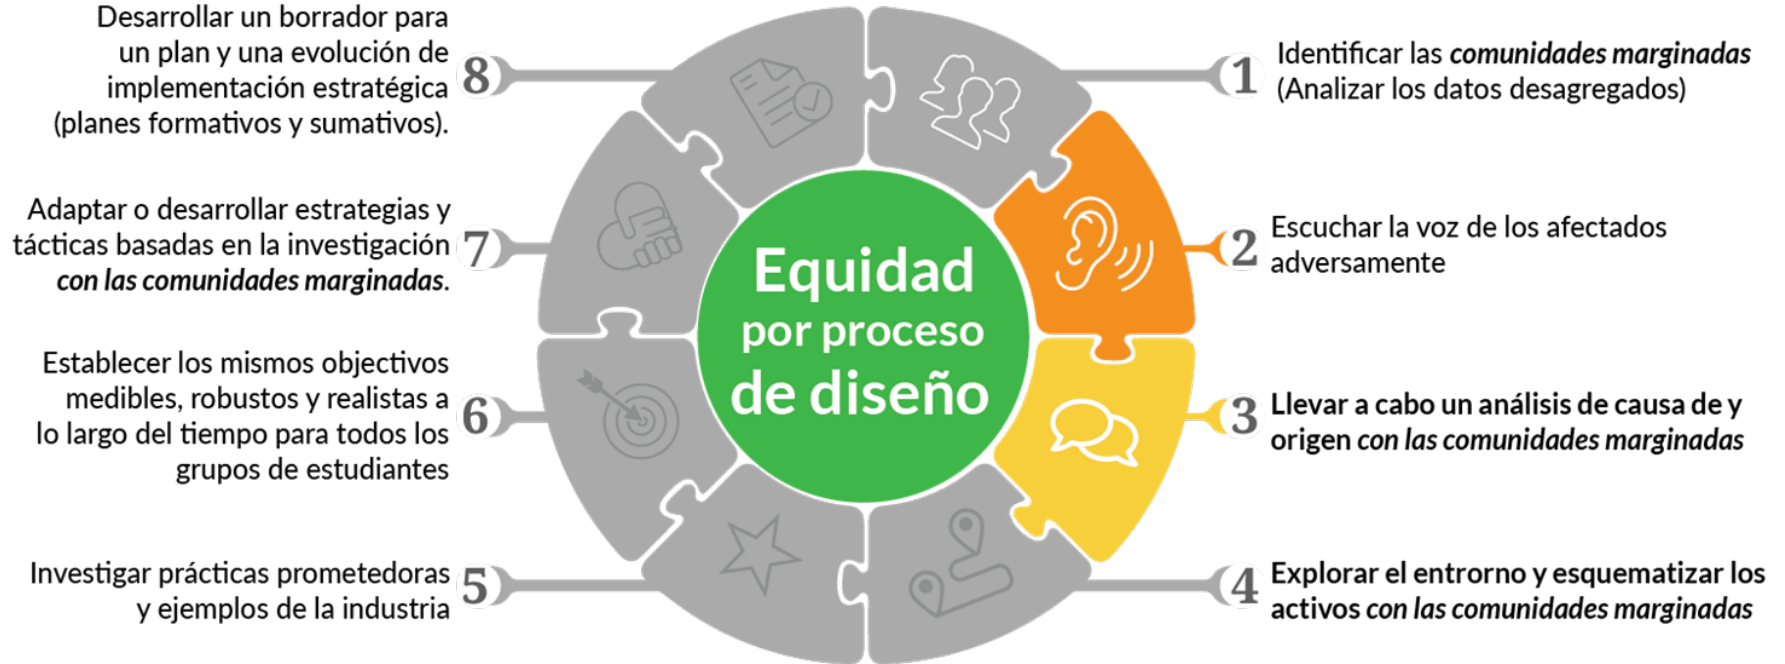 Equidad
por proceso
de diseño
1
Identificar las comunidades marginadas
(Analizar los datos desagregados)
2
Escuchar la voz de los afectados
adversamente
3
Llevar a cabo un análisis de causa de y
origen con las comunidades marginadas
4
Explorar el entrorno y esquematizar los
activos con las comunidades marginadas
5
Investigar prácticas prometedoras
y ejemplos de la industria
6
Establecer los mismos objectivos
medibles, robustos y realistas a
lo largo del tiempo para todos los
grupos de estudiantes
7
Adaptar o desarrollar estrategias y
tácticas basadas en la investigación
con las comunidades marginadas.
8
Desarrollar un borrador para
un plan y una evolución de
implementación estratégica
(planes formativos y sumativos).